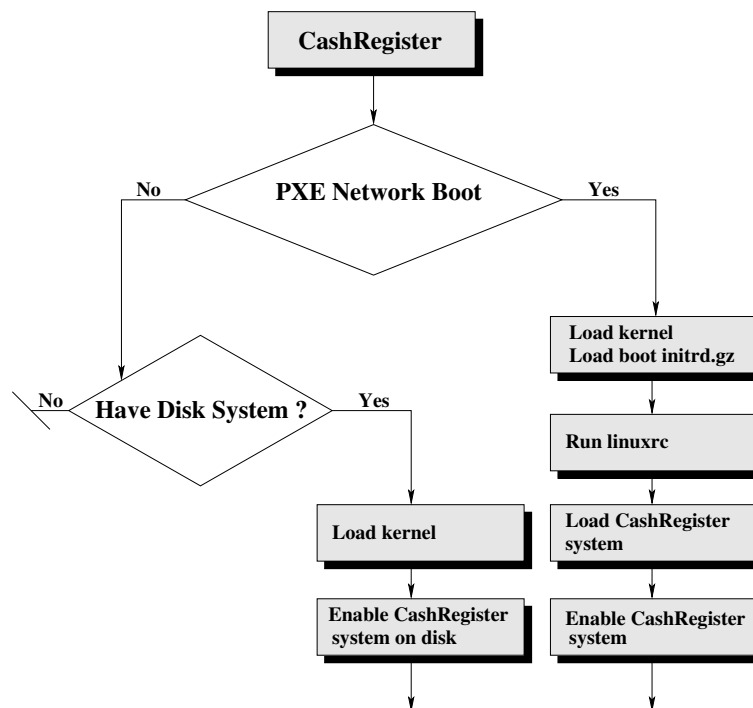 CashRegister
PXE Network Boot
No
Yes
Load kernel
Load boot initrd.gz
No
Have Disk System ?
Yes
Run linuxrc
Load kernel
Load CashRegister
system
Enable CashRegister
system on disk
Enable CashRegister
system